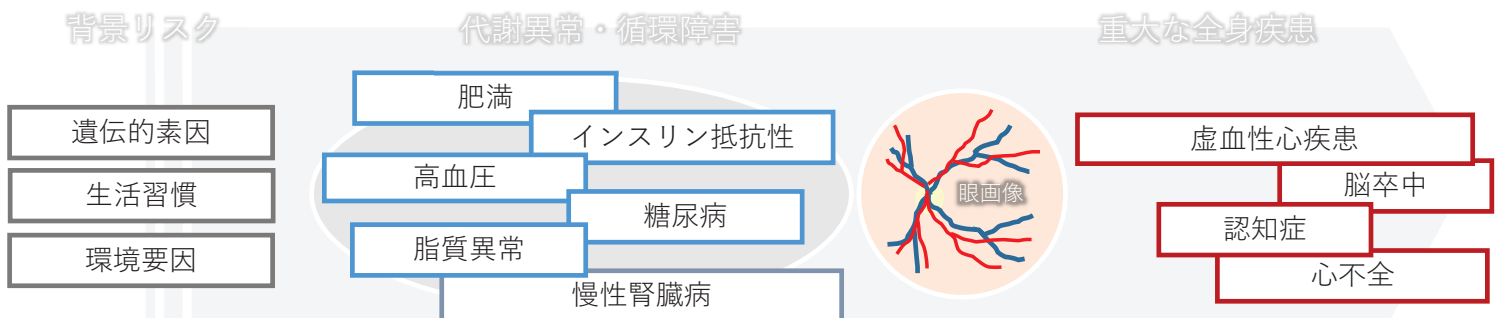 背景リスク
代謝異常・循環障害
重大な全身疾患
遺伝的素因
生活習慣
環境要因
肥満
インスリン抵抗性
高血圧
糖尿病
脂質異常
慢性腎臓病
眼画像
虚血性心疾患
脳卒中
認知症
心不全